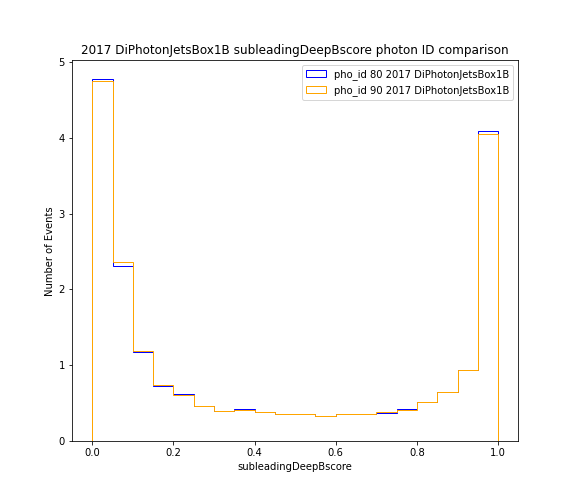 2017 DiPhotonJetsBox1B subleadingDeepBscore photon ID comparison
pho_id 80 2017 DiPhotonJetsBox1B
pho_id 90 2017 DiPhotonJetsBox1B
Number of Events
5
4
3
2
1
0
0.0 0.2 0.4 0.6 0.8 1.0
subleadingDeepBscore